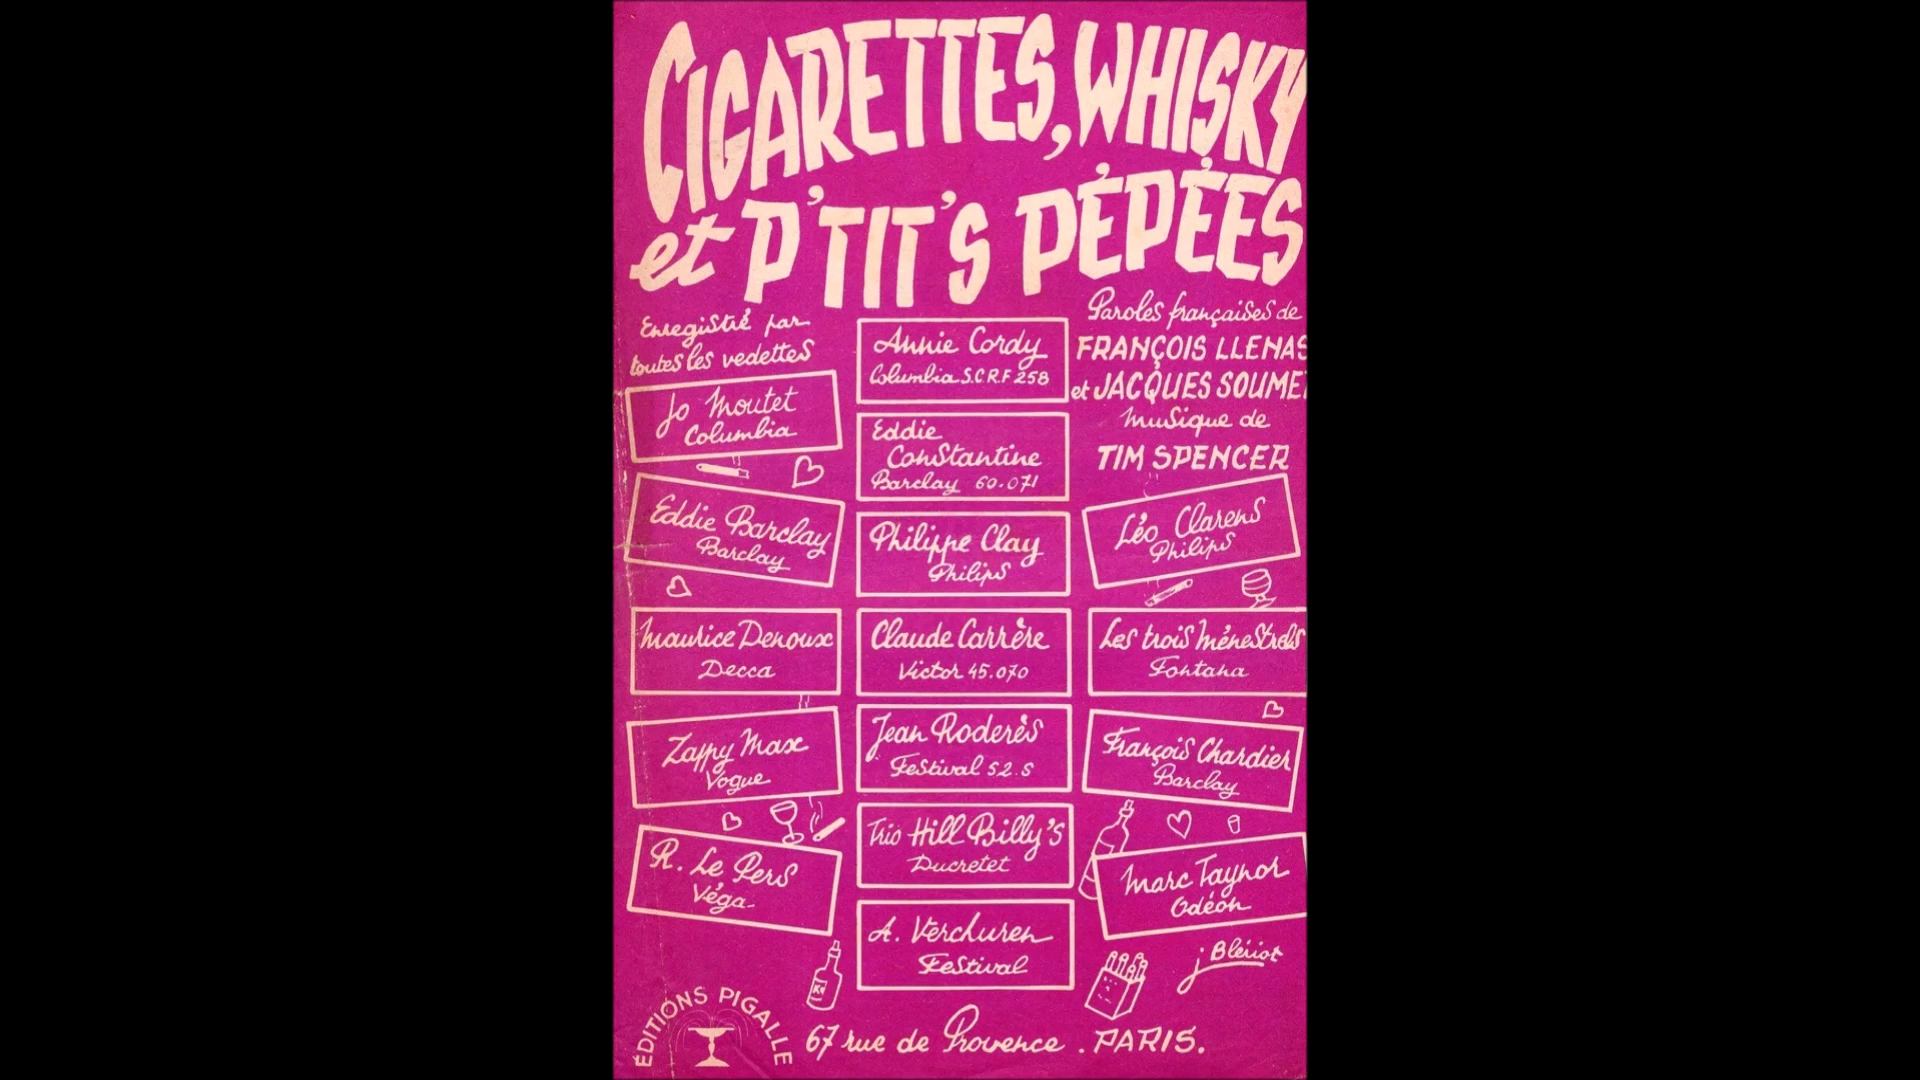 CIGARETTES, WHISKY
et P'TIT'S PÉPÉES
Enregistré par
toutes les vedettes
Paroles françaises de
FRANÇOIS LLENAS
et JACQUES SOUME
Musique de
TIM SPENCER
Jo Moutet
Columbia
Eddie Barclay
Barclay
Maurice Denoux
Decca
Zappy Max
Vogue
R. Le Pers
Véga
Annie Cordy
Columbia S.C.R.F 258
Eddie
Constantine
Barclay 60.071
Philippe Clay
Philips
Claude Carrère
Victor 45.070
Jean Roderès
Festival 52.S
Trio Hill Billy's
Ducretet
A. Verchuren
Festival
Léo Clarens
Philips
Les trois Ménestrels
Fontana
François Chardier
Barclay
Marc Taynor
Odéon
j Blériot
ÉDITIONS PIGALLE
67 rue de Provence . PARIS.